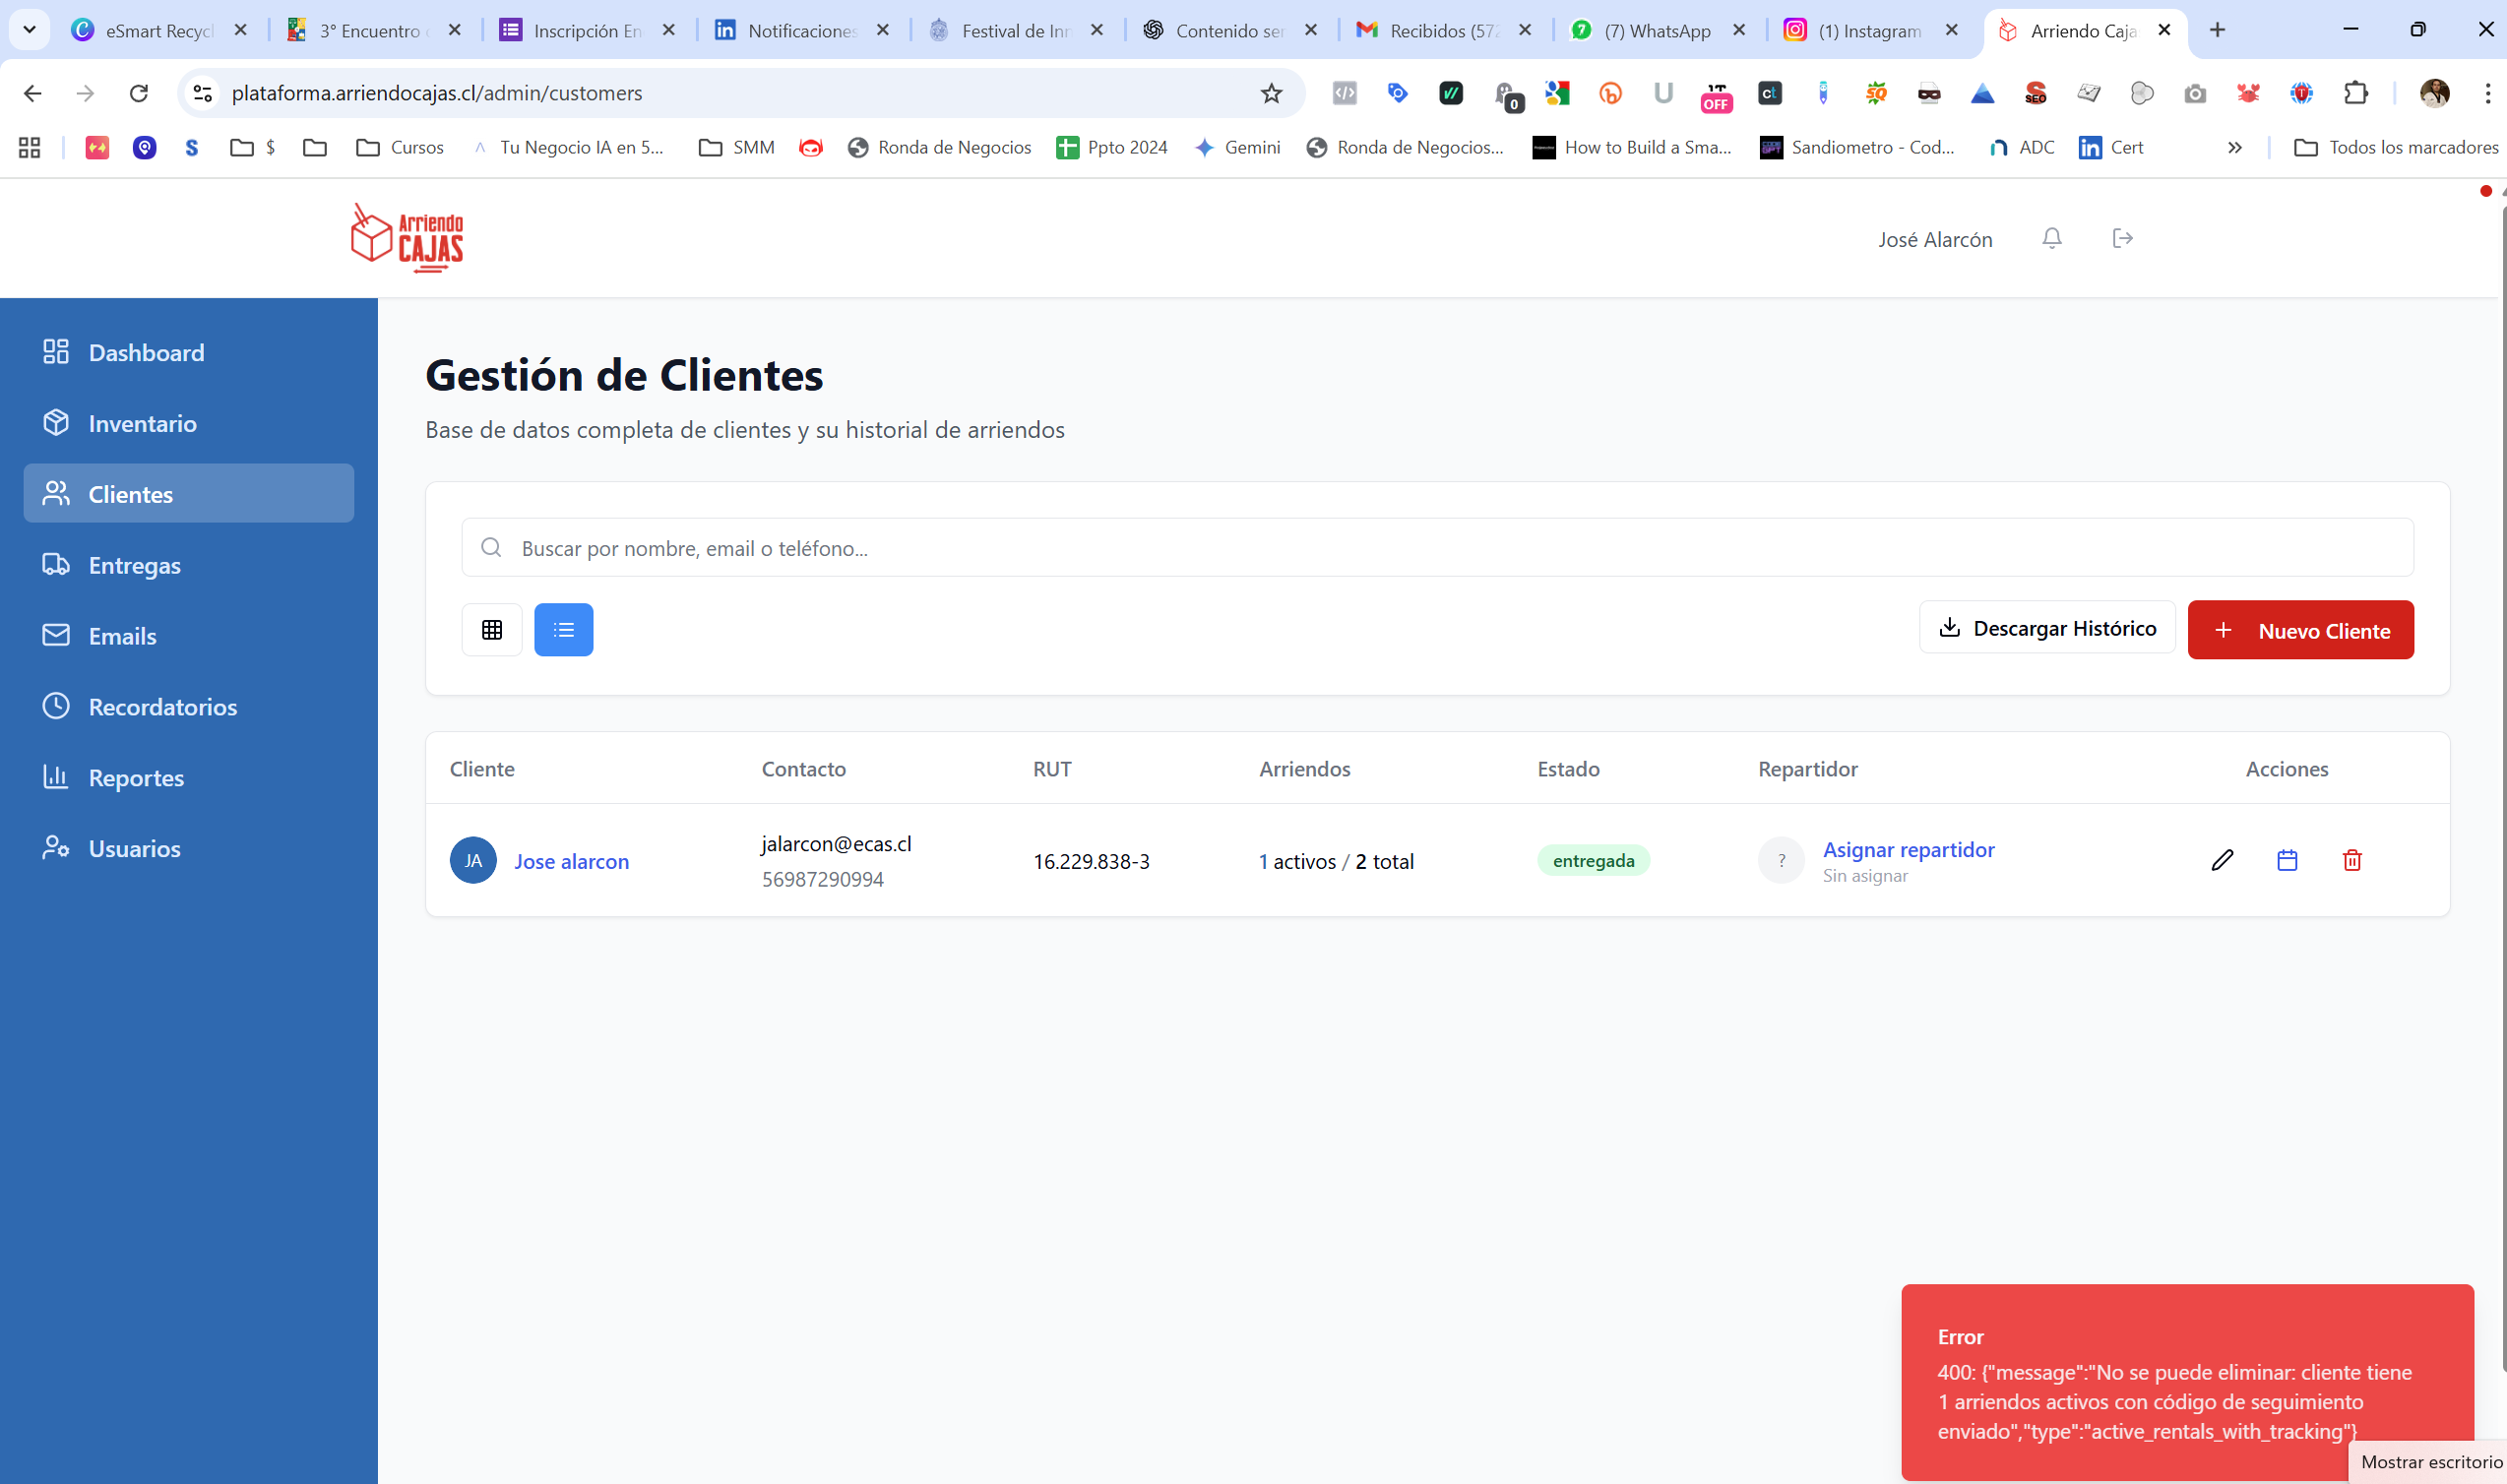 eSmart Recycl
3° Encuentro
Inscripción En
Notificaciones
Festival de Inn
Contenido ser
Recibidos (572
(7) WhatsApp
(1) Instagram
Arriendo Caja
plataforma.arriendocajas.cl/admin/customers
0
OFF
ct
SEO
$
Cursos
Tu Negocio IA en 5...
SMM
Ronda de Negocios
Ppto 2024
Gemini
Ronda de Negocios...
How to Build a Sma...
Sandiometro - Cod...
ADC
Cert
Todos los marcadores
Arriendo
CAJAS
José Alarcón
Dashboard
Inventario
Clientes
Entregas
Emails
Recordatorios
Reportes
Usuarios
Gestión de Clientes
Base de datos completa de clientes y su historial de arriendos
Buscar por nombre, email o teléfono...
Descargar Histórico
Nuevo Cliente
Cliente
Contacto
RUT
Arriendos
Estado
Repartidor
Acciones
JA
Jose alarcon
jalarcon@ecas.cl
56987290994
16.229.838-3
1 activos / 2 total
entregada
?
Asignar repartidor
Sin asignar
Error
400: {"message":"No se puede eliminar: cliente tiene
1 arriendos activos con código de seguimiento
enviado","type":"active_rentals_with_tracking"}
Mostrar escritorio